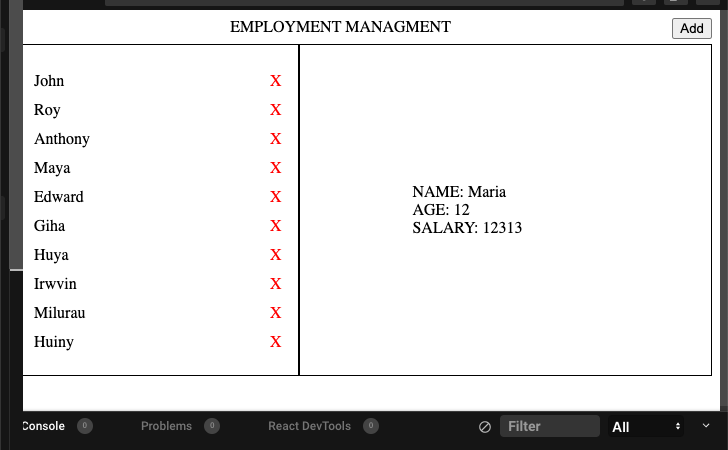 EMPLOYMENT MANAGMENT
Add
John X
Roy X
Anthony X
Maya X
Edward X
Giha X
Huya X
Irwvin X
Milurau X
Huiny X
NAME: Maria
AGE: 12
SALARY: 12313
Console 0 Problems 0 React DevTools 0 Filter All